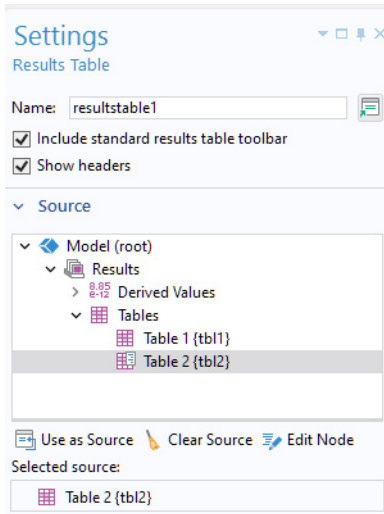 Settings
Results Table
Name: resultstable1
Include standard results table toolbar
Show headers
Source
Model (root)
Results
8.85
e-12 Derived Values
Tables
Table 1 {tbl1}
Table 2 {tbl2}
Use as Source Clear Source Edit Node
Selected source:
Table 2 {tbl2}